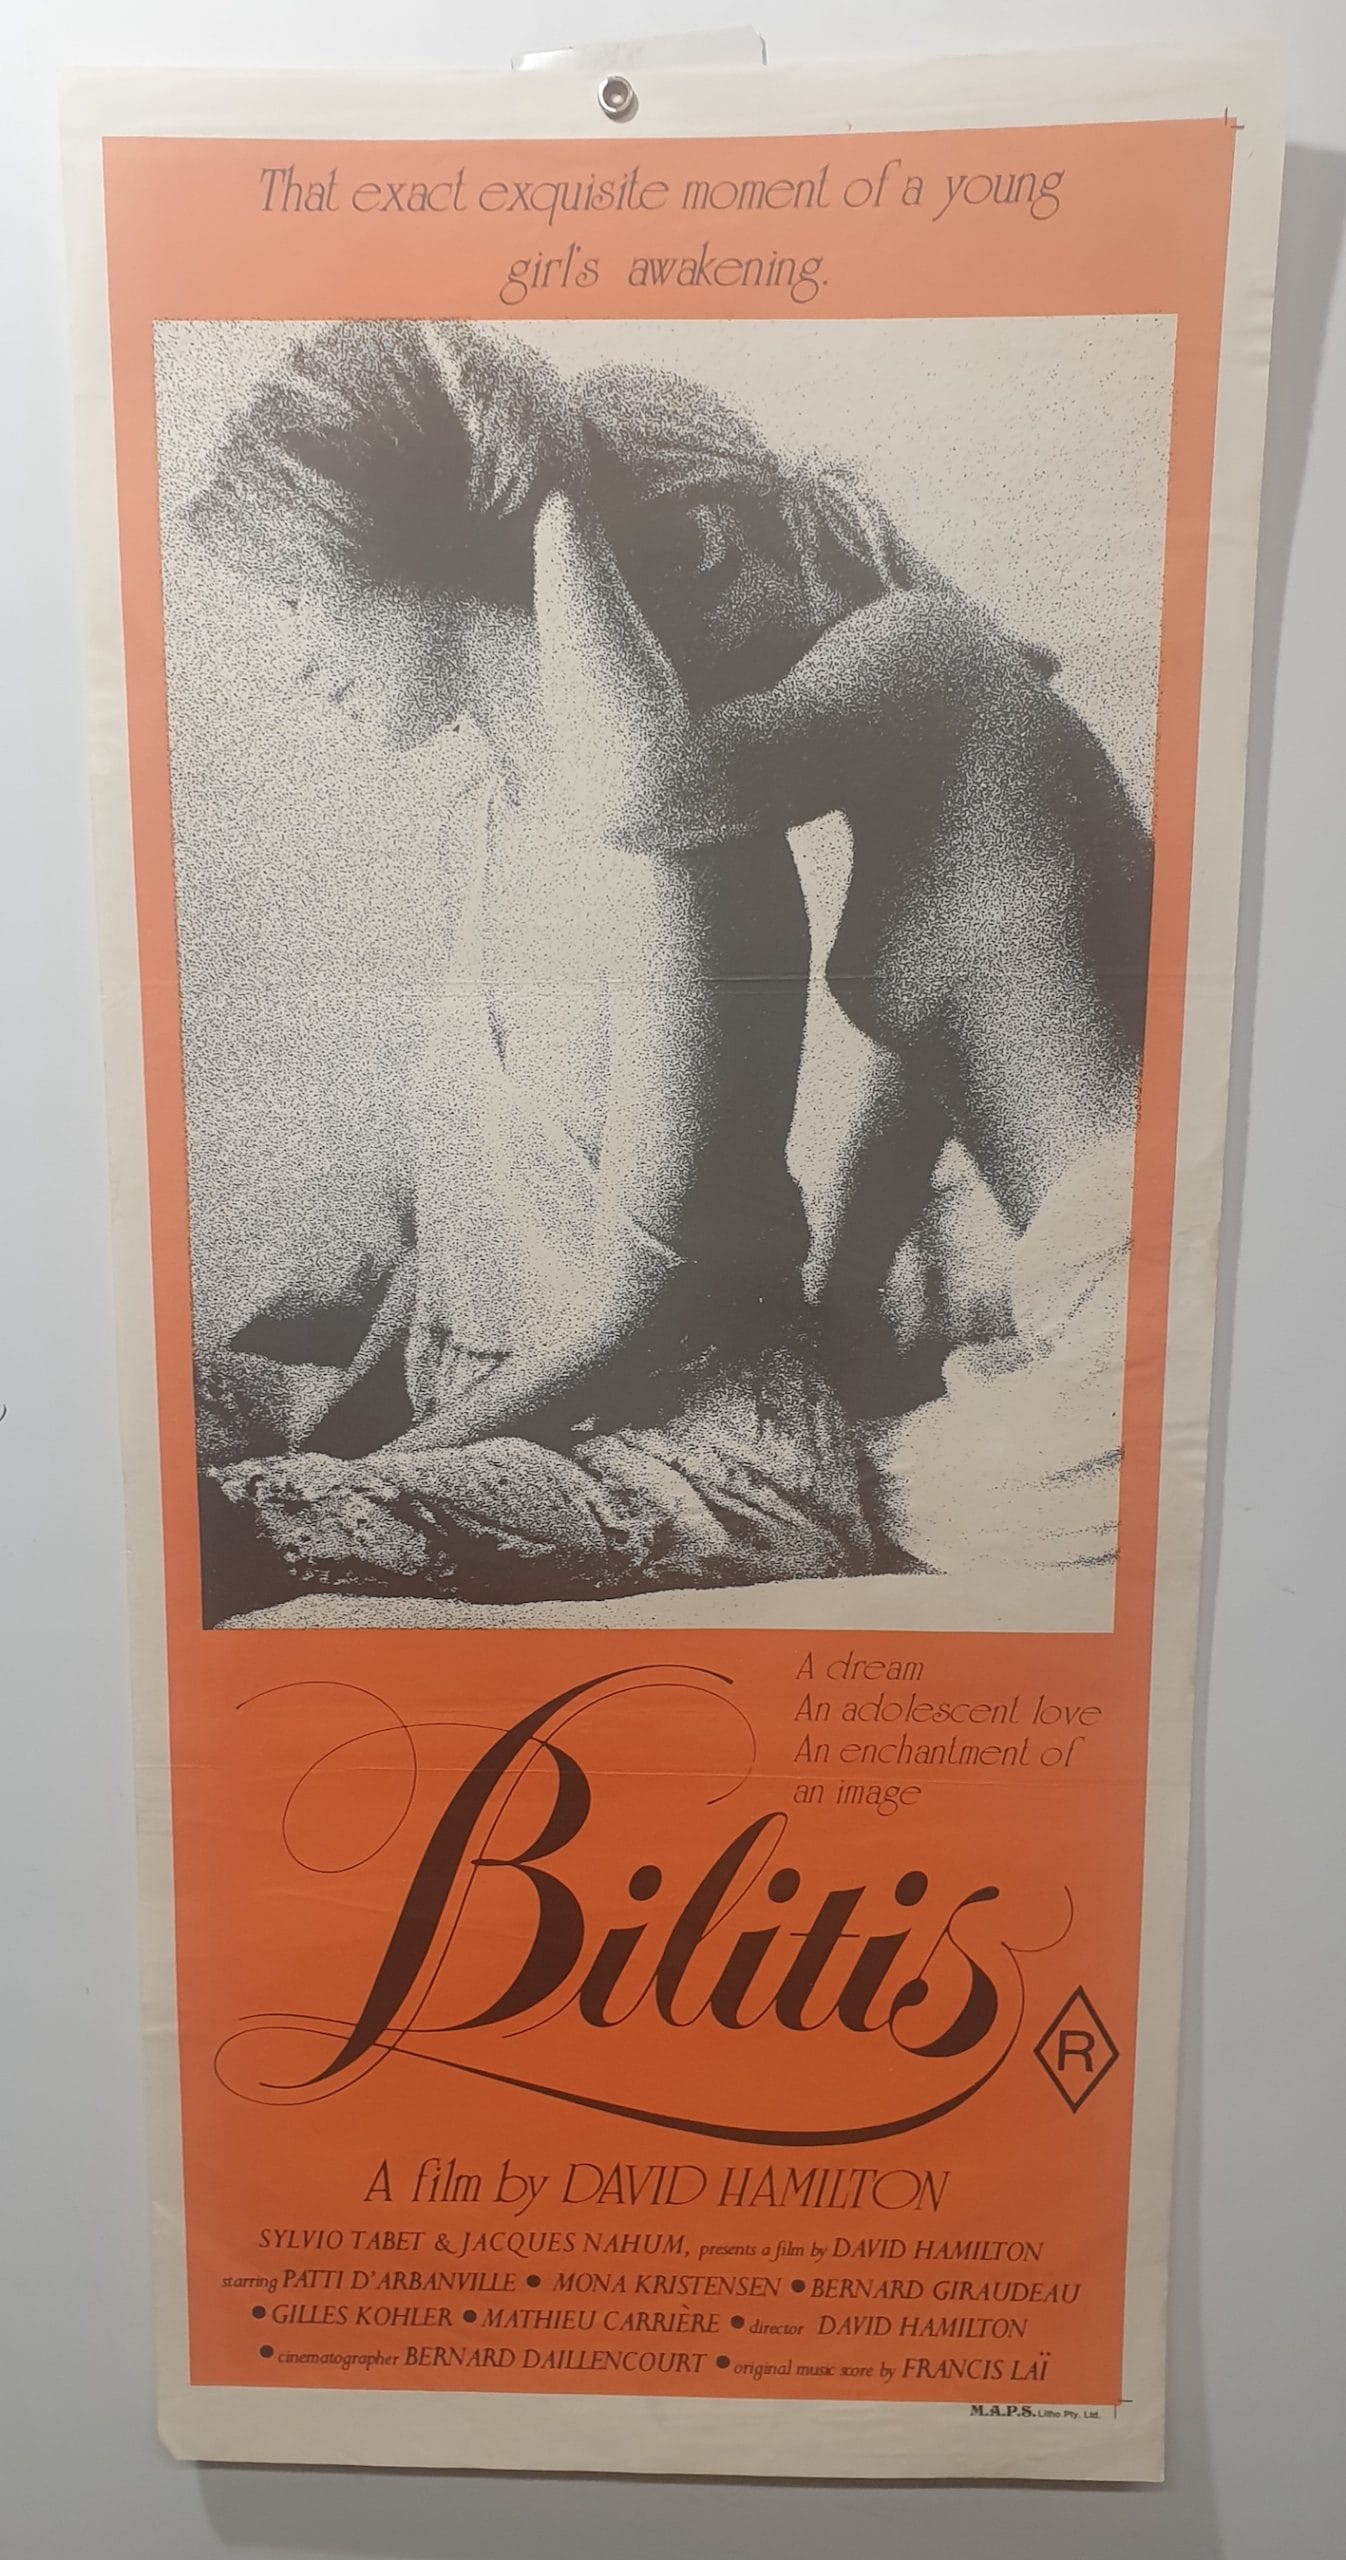 That exact exquisite moment of a young
girl's awakening.
A dream
An adolescent love
An enchantment of
an image
Bilitis
R
A film by DAVID HAMILTON
SYLVIO TABET & JACQUES NAHUM, presents a film by DAVID HAMILTON
starring PATTI D'ARBANVILLE ● MONA KRISTENSEN ● BERNARD GIRAUDEAU
● GILLES KOHLER ● MATHIEU CARRIÈRE ● director DAVID HAMILTON
● cinematographer BERNARD DAILLENCOURT ● original music score by FRANCIS LAÏ
M.A.P.S. Litho Pty. Ltd.